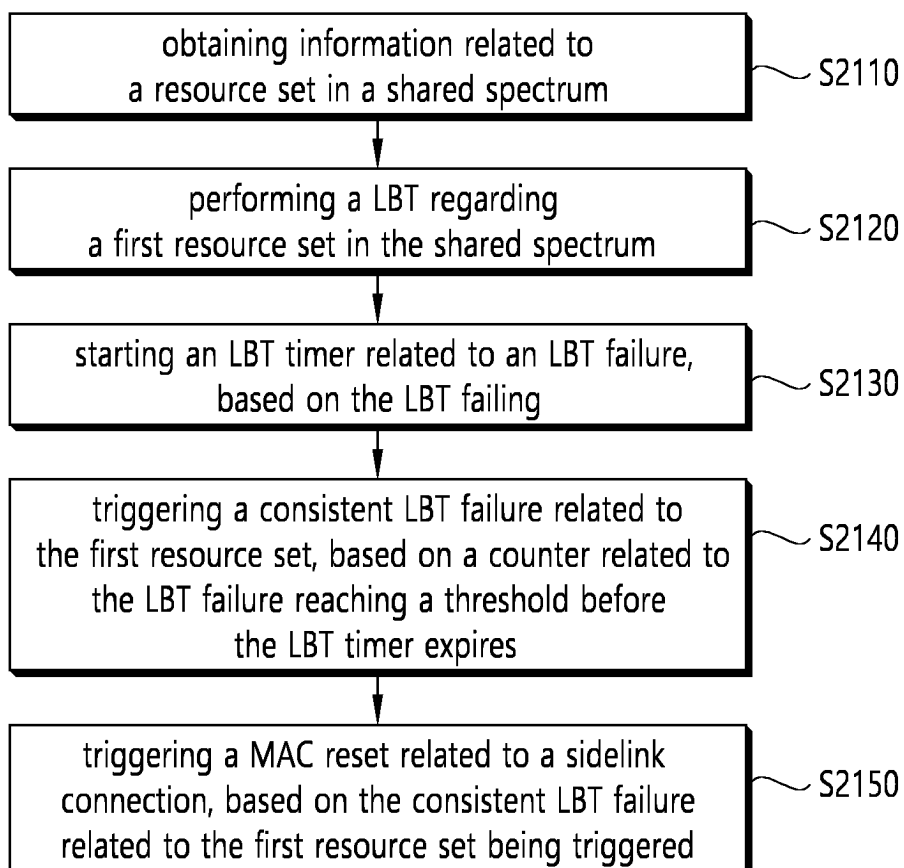 obtaining information related to
a resource set in a shared spectrum
S2110
performing a LBT regarding
a first resource set in the shared spectrum
S2120
starting an LBT timer related to an LBT failure,
based on the LBT failing
S2130
triggering a consistent LBT failure related to
the first resource set, based on a counter related to
the LBT failure reaching a threshold before
the LBT timer expires
S2140
triggering a MAC reset related to a sidelink
connection, based on the consistent LBT failure
related to the first resource set being triggered
S2150